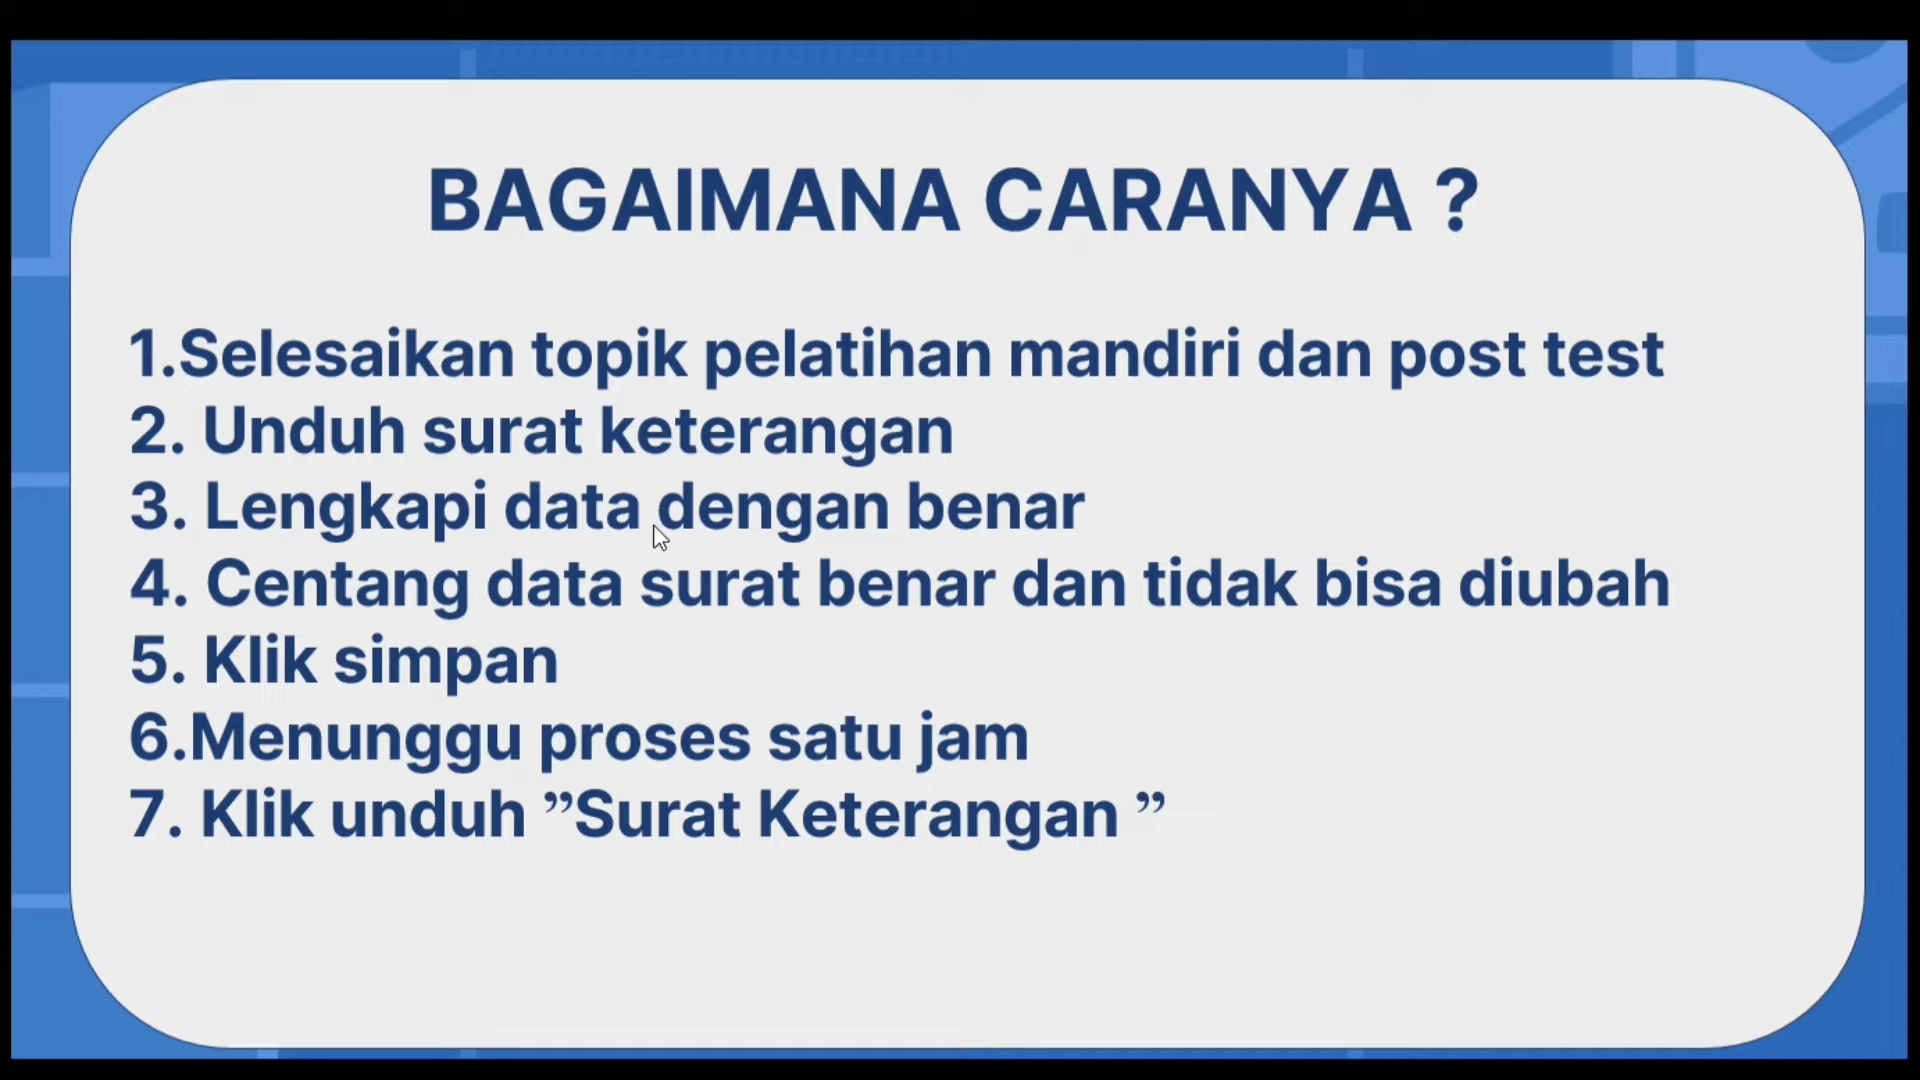 BAGAIMANA CARANYA ?
1.Selesaikan topik pelatihan mandiri dan post test
2. Unduh surat keterangan
3. Lengkapi data dengan benar
4. Centang data surat benar dan tidak bisa diubah
5. Klik simpan
6.Menunggu proses satu jam
7. Klik unduh ”Surat Keterangan ”